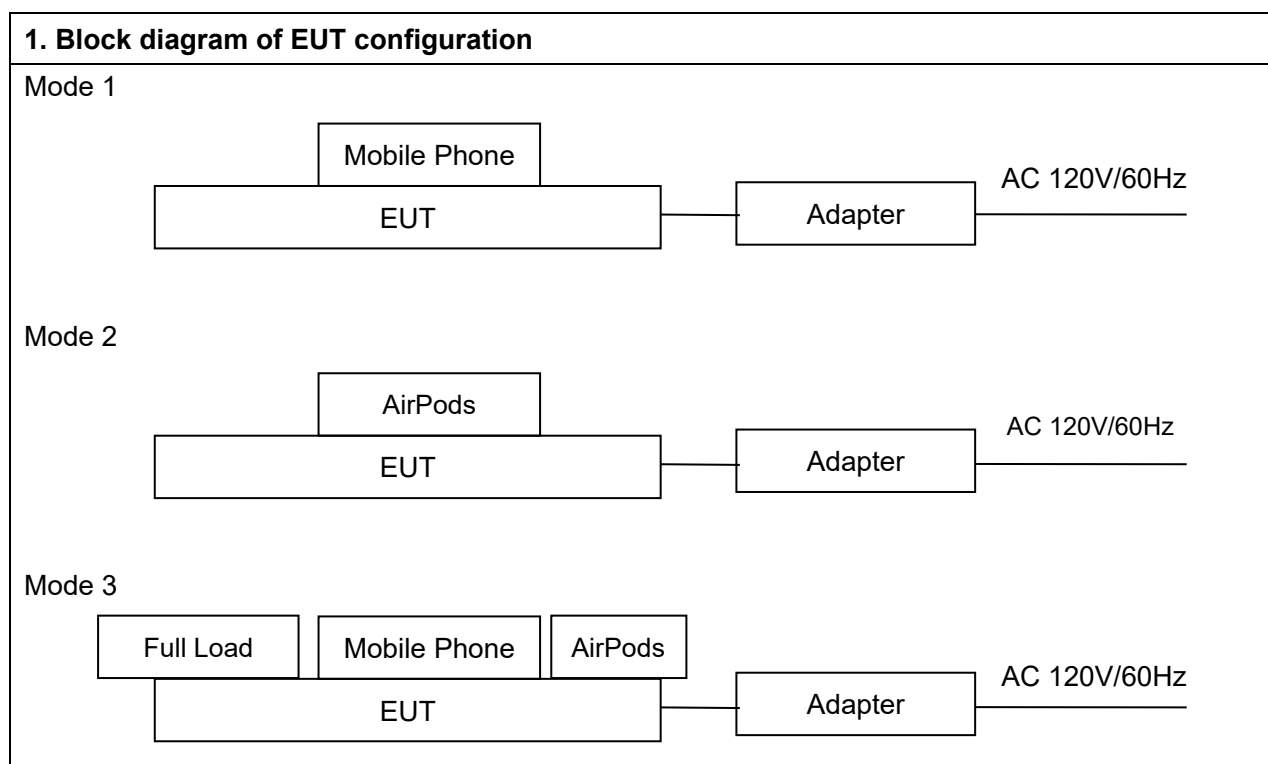 1. Block diagram of EUT configuration
Mode 1
Mobile Phone
AC 120V/60Hz
EUT
Adapter
Mode 2
AirPods
AC 120V/60Hz
EUT
Adapter
Mode 3
Full Load
Mobile Phone
AirPods
AC 120V/60Hz
EUT
Adapter